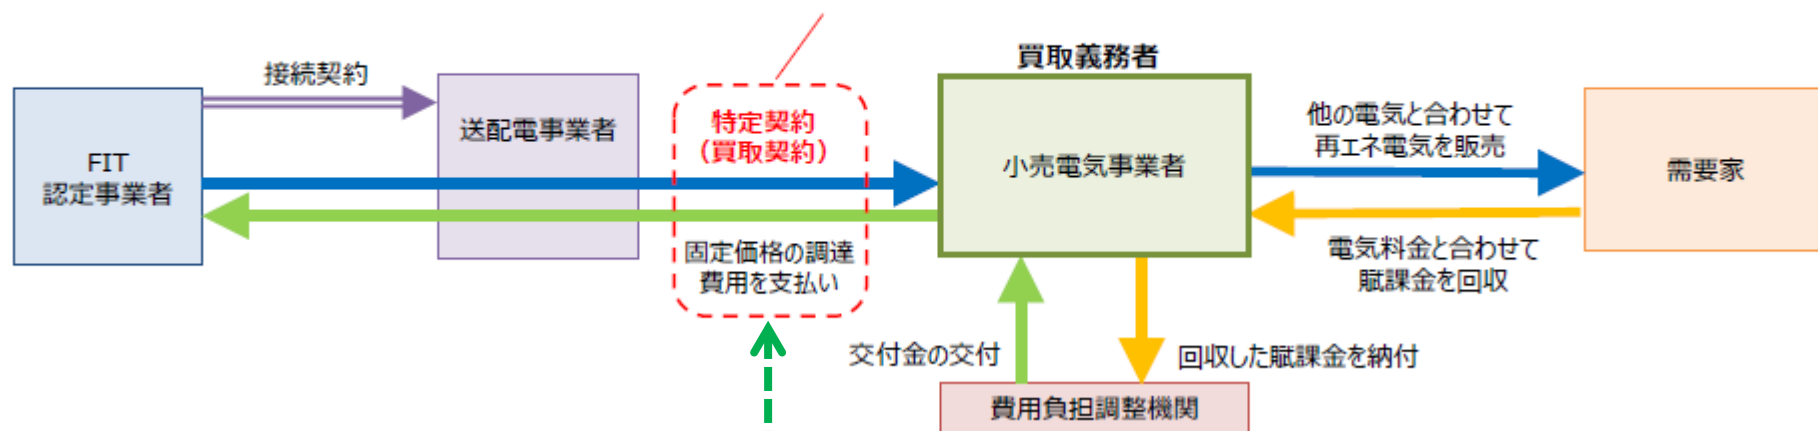 接続契約
FIT
認定事業者
送配電事業者
特定契約
（買取契約）
固定価格の調達
費用を支払い
買取義務者
小売電気事業者
他の電気と合わせて
再エネ電気を販売
電気料金と合わせて
賦課金を回収
需要家
交付金の交付
回収した賦課金を納付
費用負担調整機関